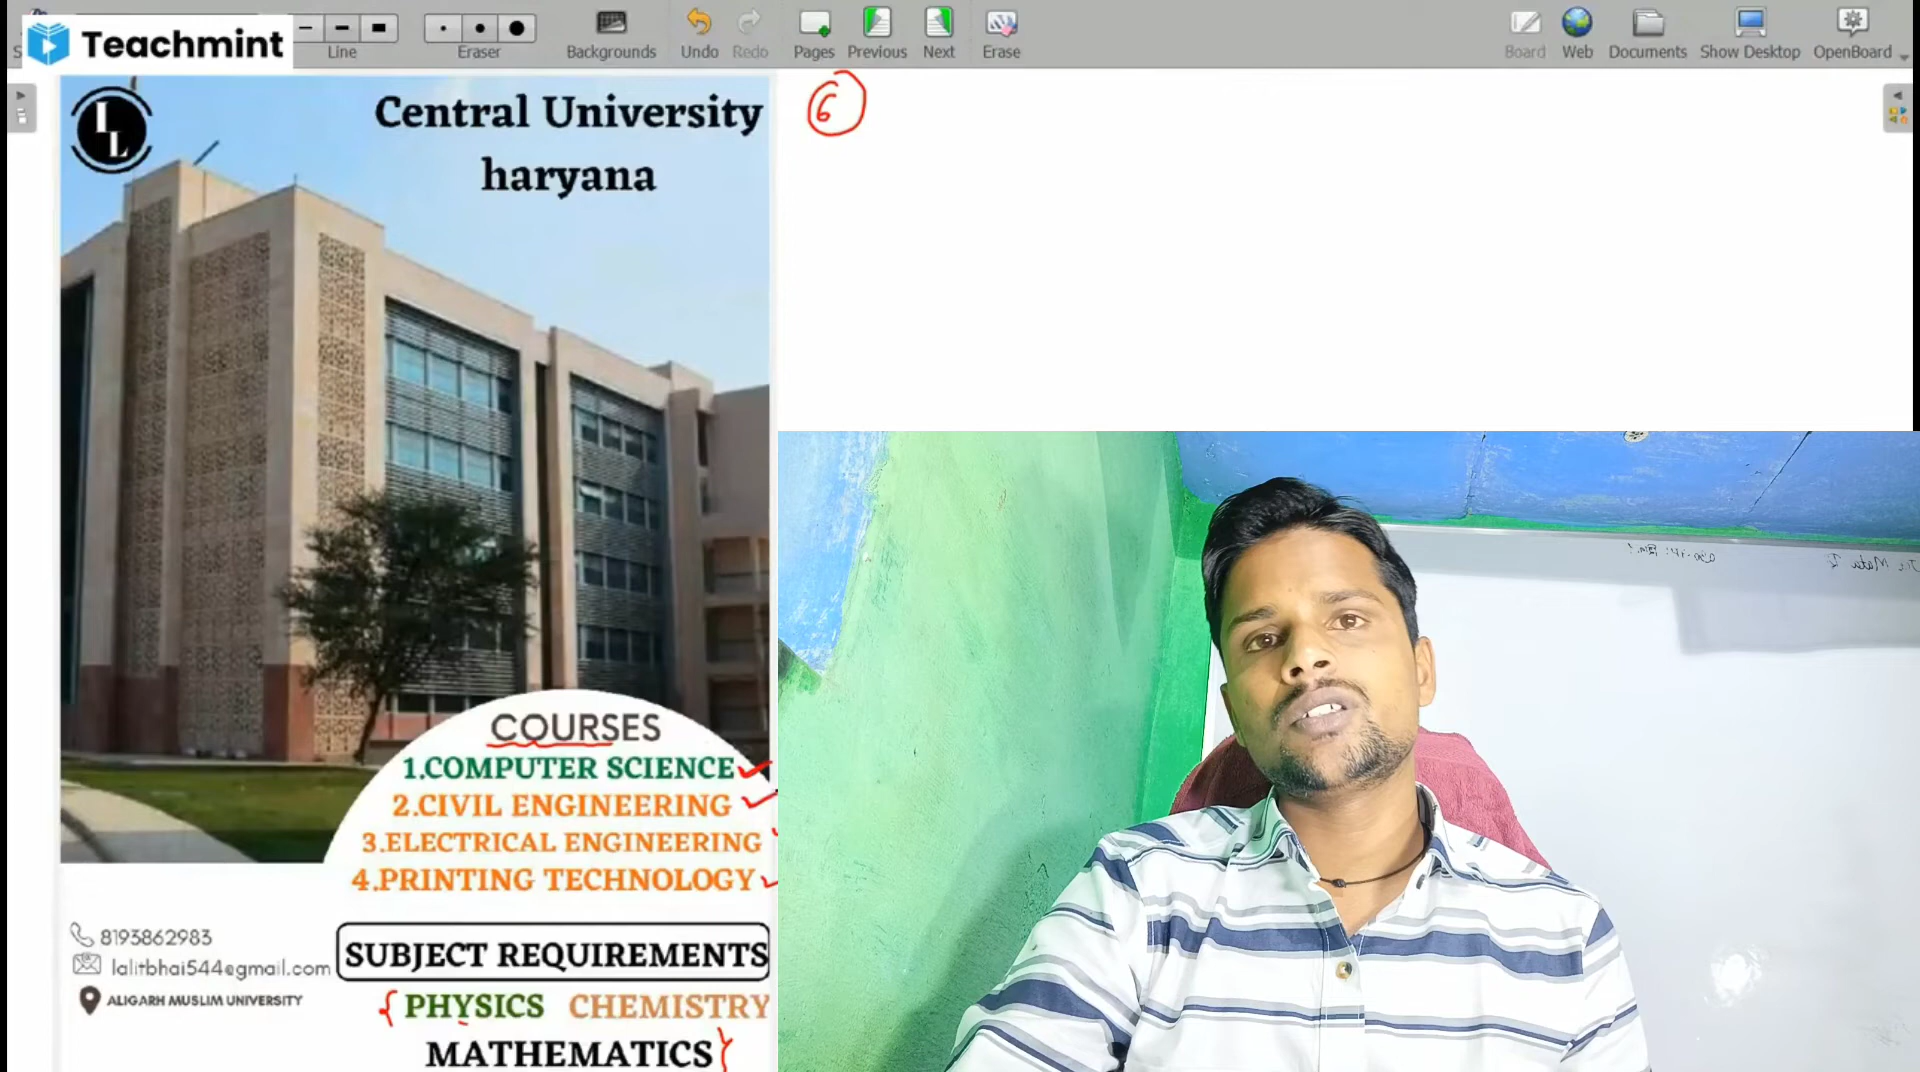 Teachmint
Line
Eraser
Backgrounds
Undo
Redo
Pages
Previous
Next
Erase
Board
Web
Documents
Show Desktop
OpenBoard
LL
Central University
haryana
6
COURSES
1.COMPUTER SCIENCE
2.CIVIL ENGINEERING
3.ELECTRICAL ENGINEERING
4.PRINTING TECHNOLOGY
8193862983
lalitbhai544@gmail.com
ALIGARH MUSLIM UNIVERSITY
SUBJECT REQUIREMENTS
{ PHYSICS CHEMISTRY
MATHEMATICS }